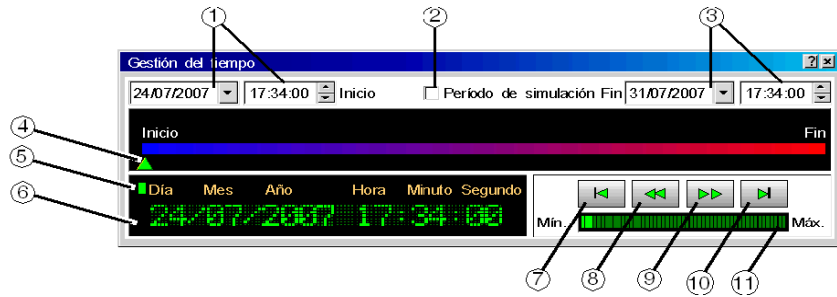 1 2 3
Gestión del tiempo ? ×
24/07/2007 17:34:00 Inicio Período de simulación Fin 31/07/2007 17:34:00
4
Inicio Fin
5
Día Mes Año Hora Minuto Segundo
6
24/07/2007 17:34:00
Mín. Máx.
7 8 9 10 11